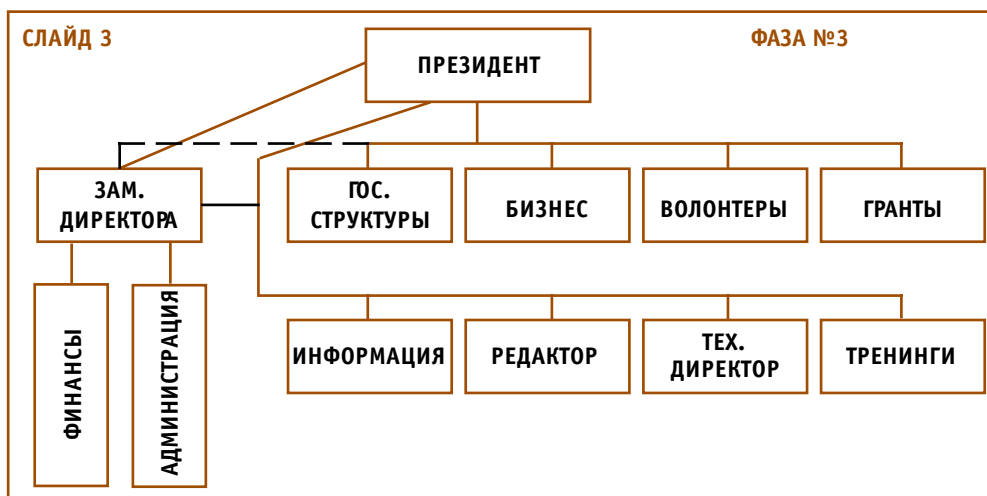 СЛАЙД 3
ФАЗА №3
ПРЕЗИДЕНТ
ЗАМ.
ДИРЕКТОРА
ГОС.
СТРУКТУРЫ
БИЗНЕС
ВОЛОНТЕРЫ
ГРАНТЫ
ФИНАНСЫ
АДМИНИСТРАЦИЯ
ИНФОРМАЦИЯ
РЕДАКТОР
ТЕХ.
ДИРЕКТОР
ТРЕНИНГИ